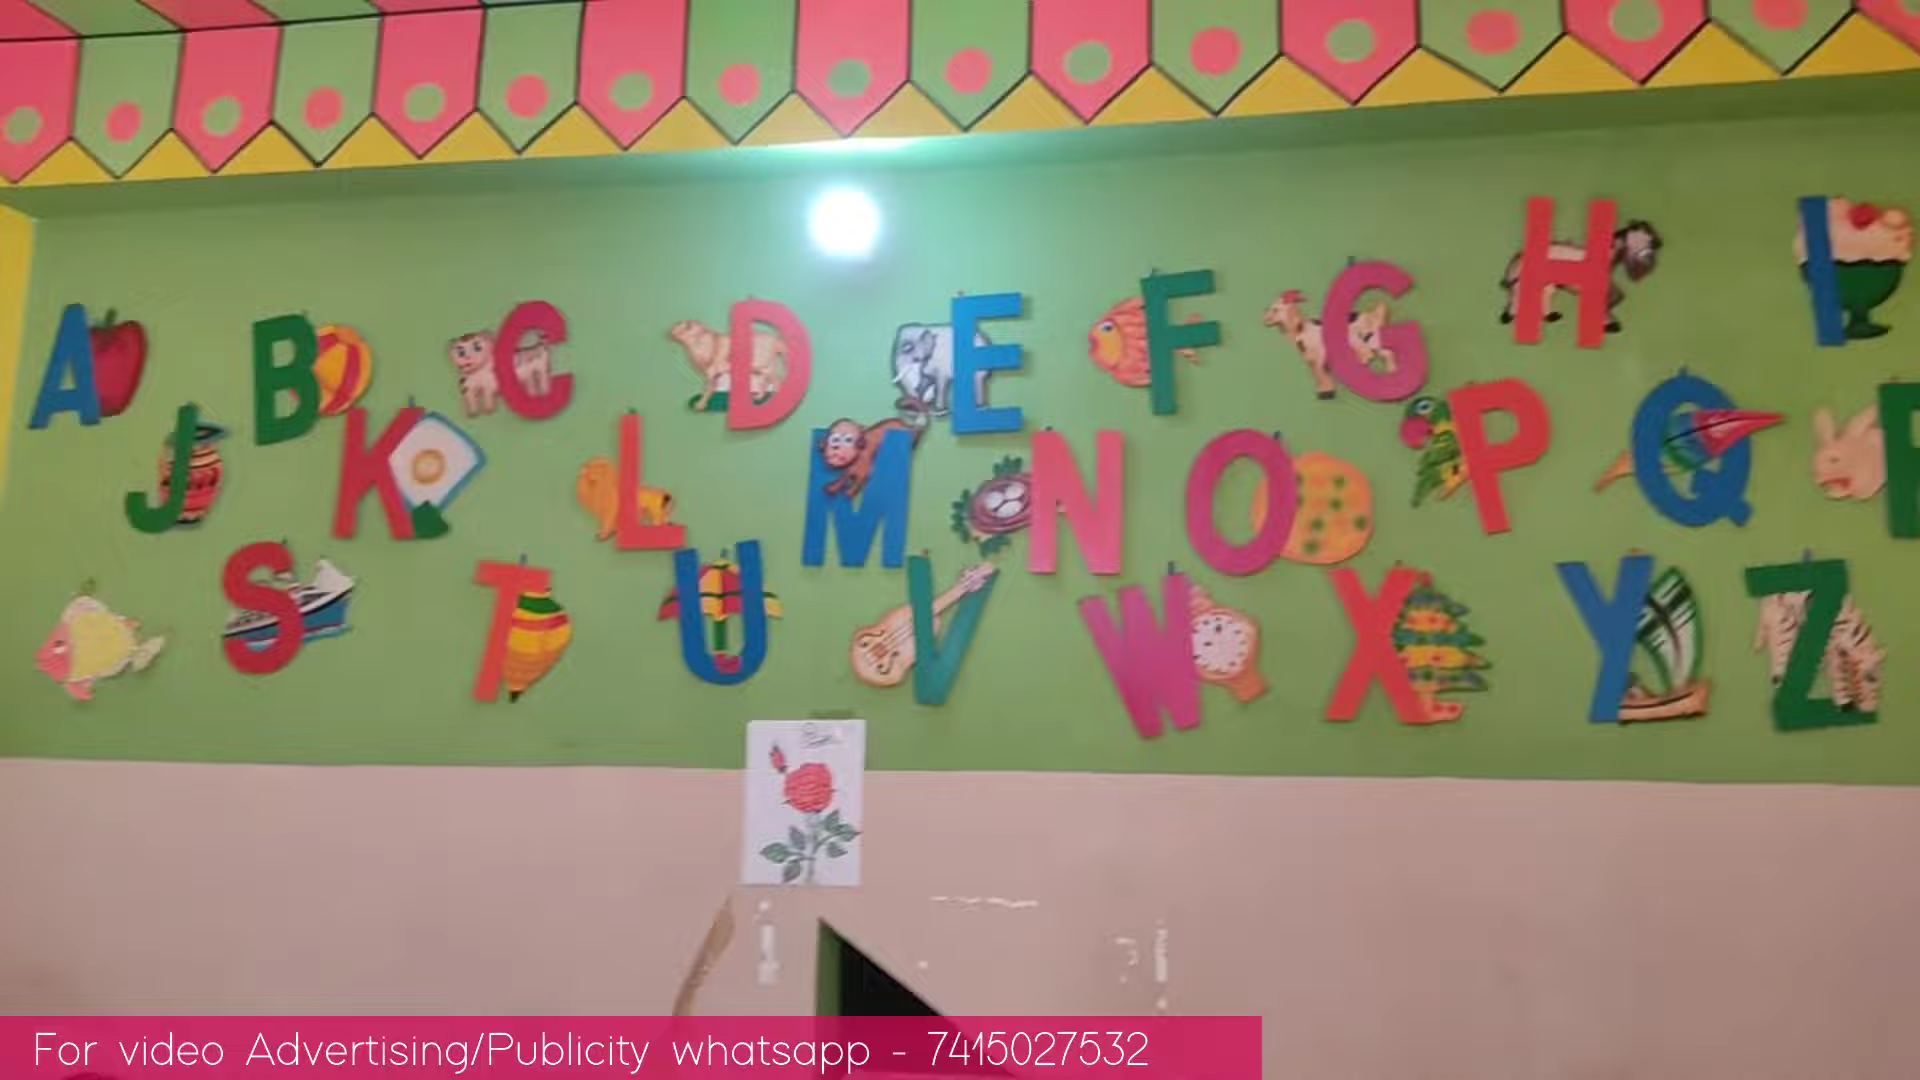 A B C D E F G H I
J K L M N O P Q R
S T U V W X Y Z
For video Advertising/Publicity whatsapp - 7415027532